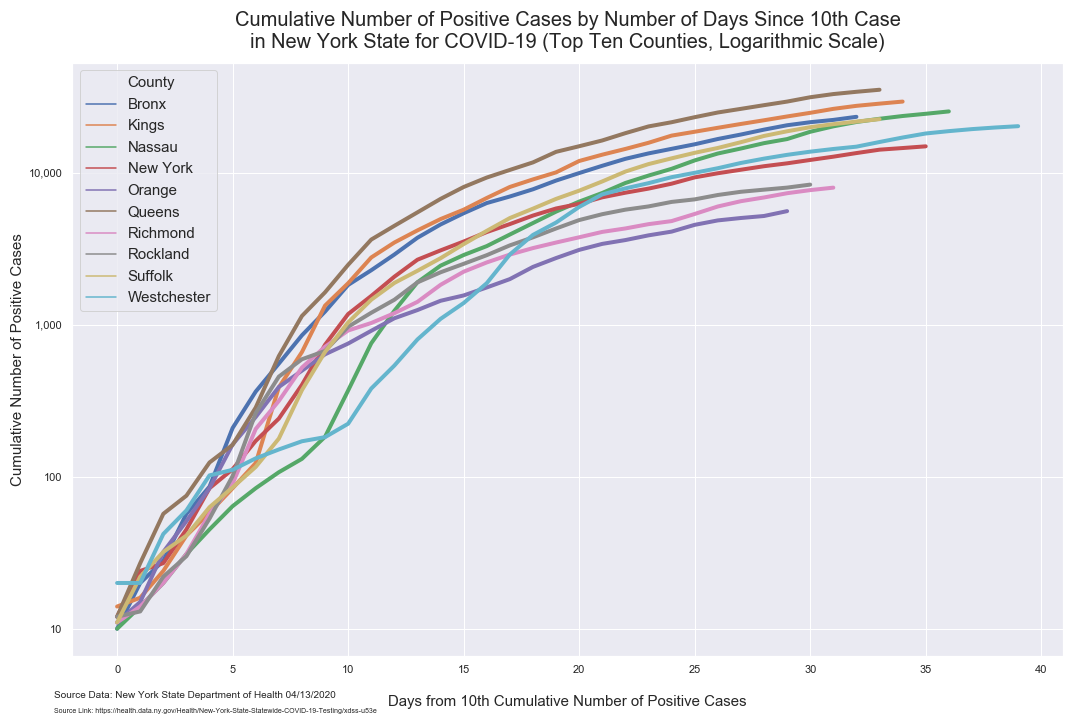 Cumulative Number of Positive Cases by Number of Days Since 10th Case
in New York State for COVID-19 (Top Ten Counties, Logarithmic Scale)
County
Bronx
Kings
Nassau
New York
Orange
Queens
Richmond
Rockland
Suffolk
Westchester
Cumulative Number of Positive Cases
10,000
1,000
100
10
0 5 10 15 20 25 30 35 40
Days from 10th Cumulative Number of Positive Cases
Source Data: New York State Department of Health 04/13/2020
Source Link: https://health.data.ny.gov/Health/New-York-State-Statewide-COVID-19-Testing/xdss-u53e